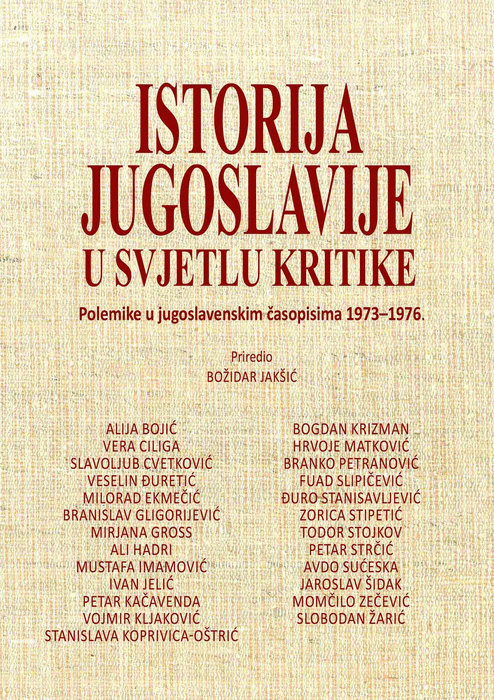 ISTORIJA
JUGOSLAVIJE
U SVJETLU KRITIKE
Polemike u jugoslavenskim časopisima 1973–1976.
Priredio
BOŽIDAR JAKŠIĆ
ALIJA BOJIĆ
VERA CILIGA
SLAVOLJUB CVETKOVIĆ
VESELIN ĐURETIĆ
MILORAD EKMEČIĆ
BRANISLAV GLIGORIJEVIĆ
MIRJANA GROSS
ALI HADRI
MUSTAFA IMAMOVIĆ
IVAN JELIĆ
PETAR KAČAVENDA
VOJMIR KLJAKOVIĆ
STANISLAVA KOPRIVICA-OŠTRIĆ
BOGDAN KRIZMAN
HRVOJE MATKOVIĆ
BRANKO PETRANOVIĆ
FUAD SLIPIČEVIĆ
ĐURO STANISAVLJEVIĆ
ZORICA STIPETIĆ
TODOR STOJKOV
PETAR STRČIĆ
AVDO SUĆESKA
JAROSLAV ŠIDAK
MOMČILO ZEČEVIĆ
SLOBODAN ŽARIĆ